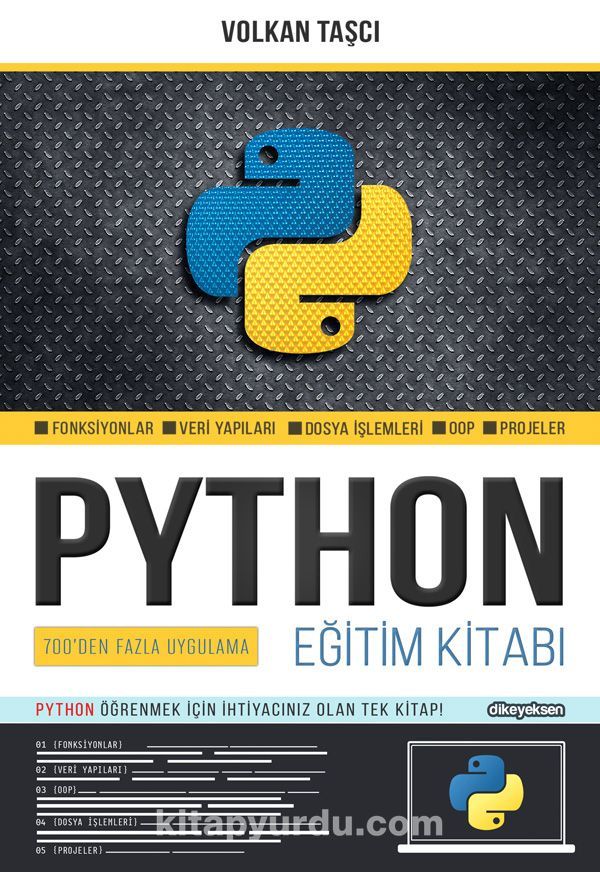 VOLKAN TAŞCI
FONKSİYONLAR VERİ YAPILARI DOSYA İŞLEMLERİ OOP PROJELER
PYTHON
700'DEN FAZLA UYGULAMA
EĞİTİM KİTABI
PYTHON ÖĞRENMEK İÇİN İHTİYACINIZ OLAN TEK KİTAP! dikeyeksen
01 {FONKSİYONLAR}
02 {VERİ YAPILARI}
03 {OOP}
04 {DOSYA İŞLEMLERİ}
kitapyurdu.com
05 {PROJELER}